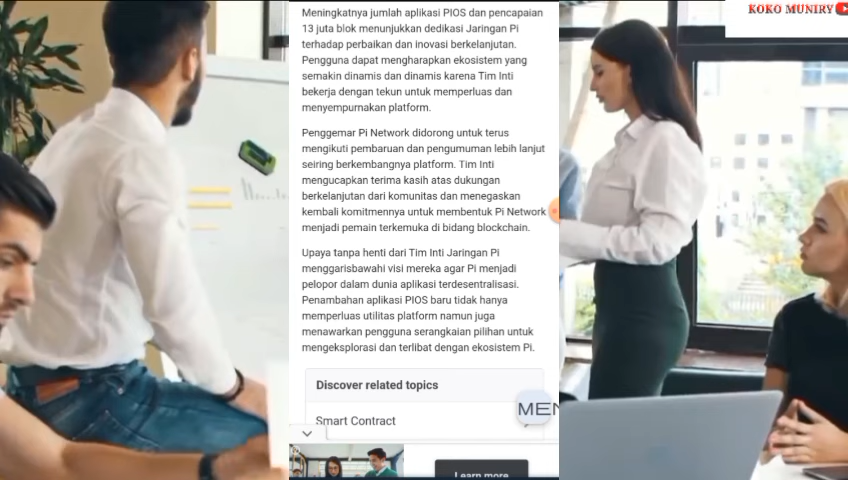 KOKO MUNIRY
Meningkatnya jumlah aplikasi PIOS dan pencapaian
13 juta blok menunjukkan dedikasi Jaringan Pi
terhadap perbaikan dan inovasi berkelanjutan.
Pengguna dapat mengharapkan ekosistem yang
semakin dinamis dan dinamis karena Tim Inti
bekerja dengan tekun untuk memperluas dan
menyempurnakan platform.
Penggemar Pi Network didorong untuk terus
mengikuti pembaruan dan pengumuman lebih lanjut
seiring berkembangnya platform. Tim Inti
mengucapkan terima kasih atas dukungan
berkelanjutan dari komunitas dan menegaskan
kembali komitmennya untuk membentuk Pi Network
menjadi pemain terkemuka di bidang blockchain.
Upaya tanpa henti dari Tim Inti Jaringan Pi
menggarisbawahi visi mereka agar Pi menjadi
pelopor dalam dunia aplikasi terdesentralisasi.
Penambahan aplikasi PIOS baru tidak hanya
memperluas utilitas platform namun juga
menawarkan pengguna serangkaian pilihan untuk
mengeksplorasi dan terlibat dengan ekosistem Pi.
Discover related topics
Smart Contract
MEN
Learn more